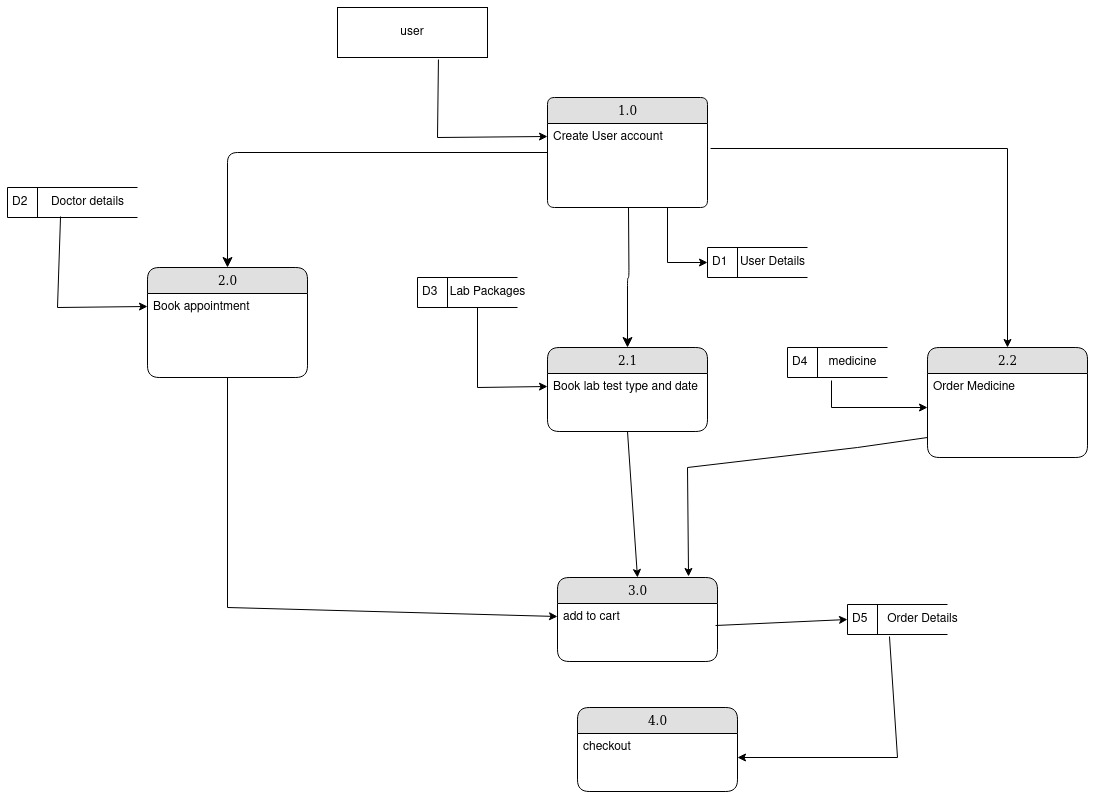 user
1.0
Create User account
D2 Doctor details
D1 User Details
2.0
Book appointment
D3 Lab Packages
2.1
Book lab test type and date
D4 medicine
2.2
Order Medicine
3.0
add to cart
D5 Order Details
4.0
checkout